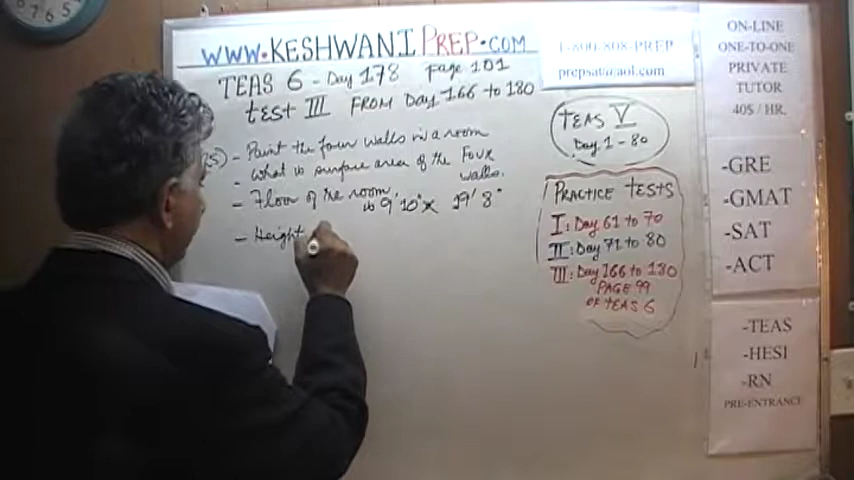 www.KESHWANIPREP.COM
TEAS 6 - Day 178 Page 101
test III FROM Day 166 to 180
25) - Paint the four walls in a room
- What is surface area of the Four
walls.
- Floor of the room
is 9' 10" x 19' 8"
- Height
1-800-808-PREP
prepsat@aol.com
TEAS V
Day 1 - 80
PRACTICE TESTS
I: Day 61 to 70
II: Day 71 to 80
III: Day 166 to 180
PAGE 99
OF TEAS 6
ON-LINE
ONE-TO-ONE
PRIVATE
TUTOR
40$ / HR.
-GRE
-GMAT
-SAT
-ACT
-TEAS
-HESI
-RN
PRE-ENTRANCE